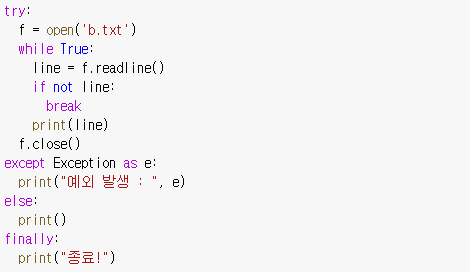 try:
  f = open('b.txt')
  while True:
    line = f.readline()
    if not line:
      break
    print(line)
  f.close()
except Exception as e:
  print("예외 발생 : ", e)
else:
  print()
finally:
  print("종료!")